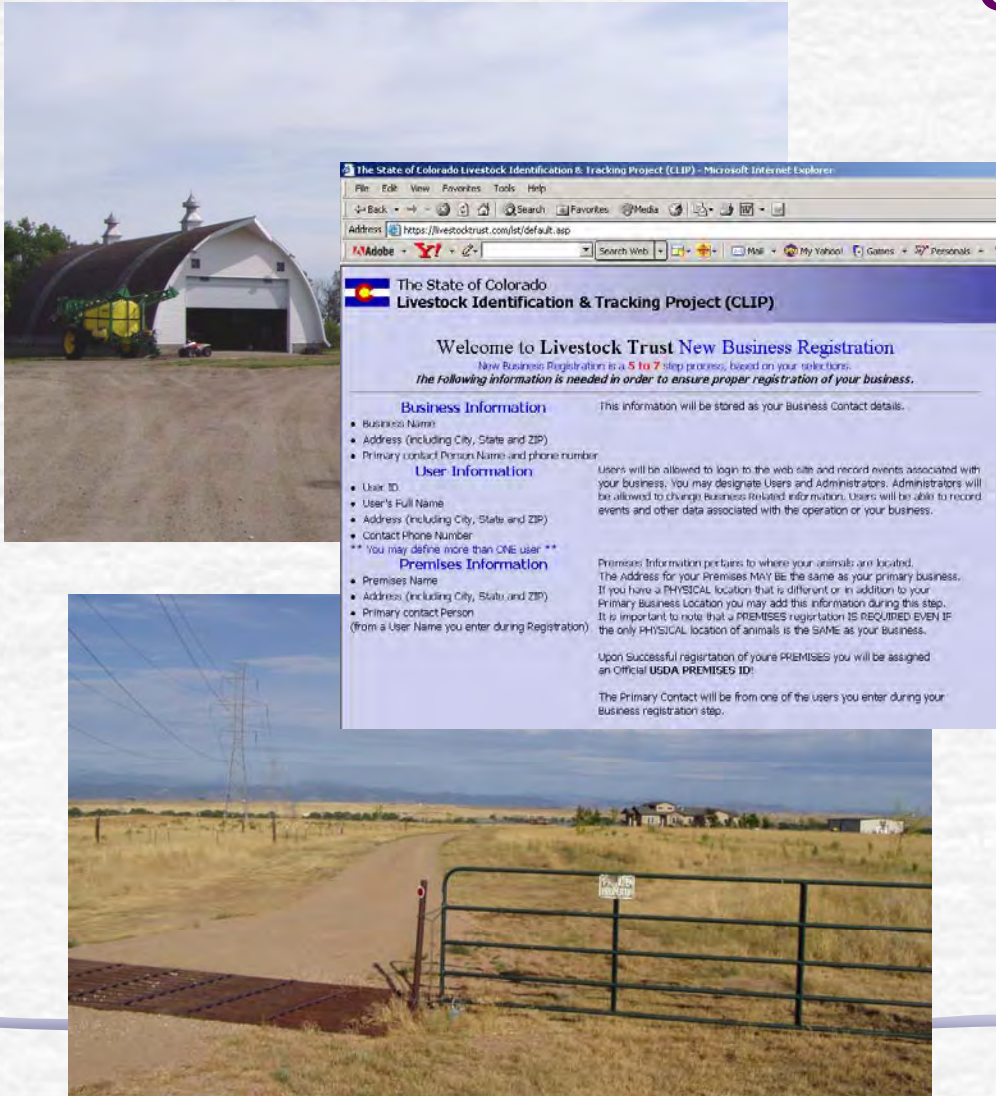 The State of Colorado Livestock Identification & Tracking Project (CLIP) - Microsoft Internet Explorer
File Edit View Favorites Tools Help
Back Search Favorites Media
Address https://livestocktrust.com/lst/default.asp
Adobe Y! Search Web Mail My Yahoo! Games Personals
The State of Colorado
Livestock Identification & Tracking Project (CLIP)
Welcome to Livestock Trust New Business Registration
New Business Registration is a 5 to 7 step process, based on your selections.
The Following information is needed in order to ensure proper registration of your business.
Business Information
This information will be stored as your Business Contact details.
• Business Name
• Address (including City, State and ZIP)
• Primary contact Person Name and phone number
User Information
Users will be allowed to login to the web site and record events associated with
your business. You may designate Users and Administrators. Administrators will
be allowed to change Business Related information. Users will be able to record
events and other data associated with the operation or your business.
• User ID
• User's Full Name
• Address (including City, State and ZIP)
• Contact Phone Number
** You may define more than ONE user **
Premises Information
Premises Information pertains to where your animals are located.
The Address for your Premises MAY BE the same as your primary business.
If you have a PHYSICAL location that is different or in addition to your
Primary Business Location you may add this information during this step.
It is important to note that a PREMISES regisrtation IS REQUIRED EVEN IF
the only PHYSICAL location of animals is the SAME as your Business.
• Premises Name
• Address (including City, State and ZIP)
• Primary contact Person
(from a User Name you enter during Registration)
Upon Successful regisrtation of youre PREMISES you will be assigned
an Official USDA PREMISES ID!
The Primary Contact will be from one of the users you enter during your
Business registration step.